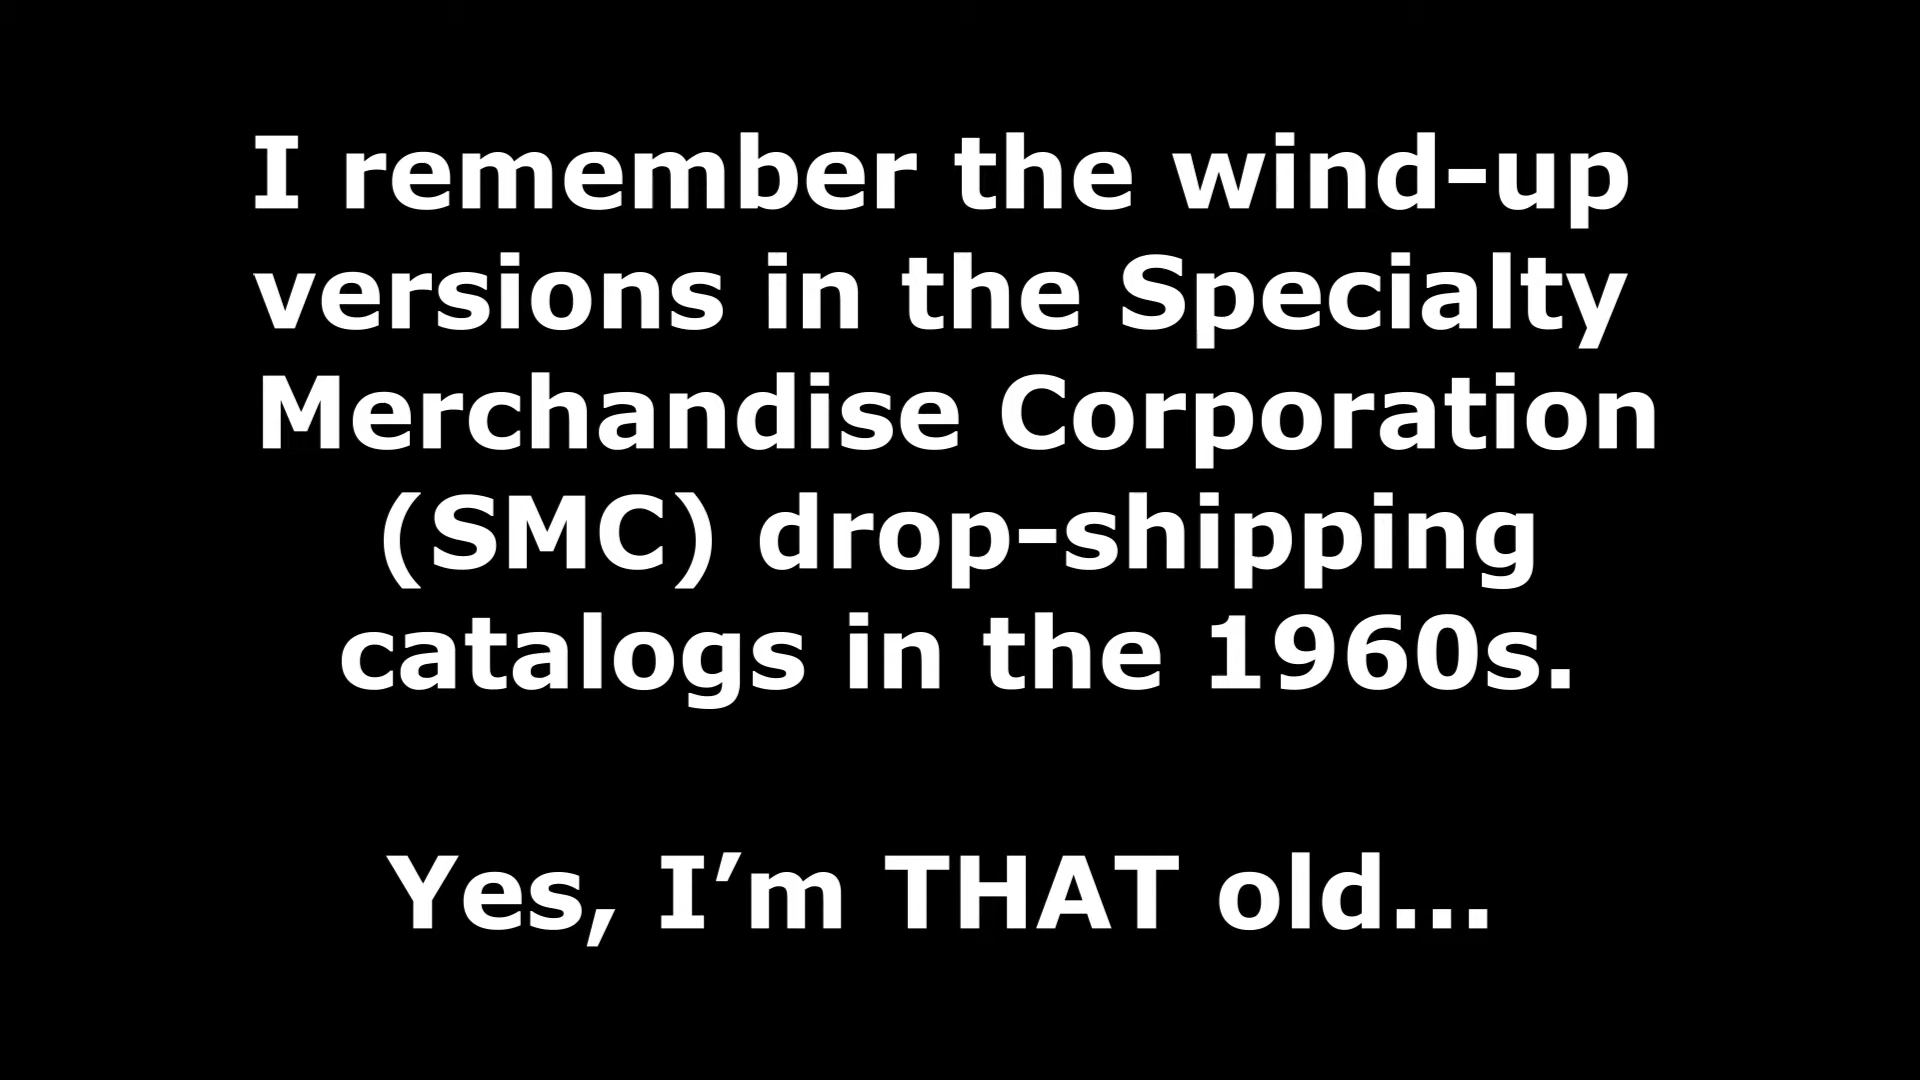 I remember the wind-up
versions in the Specialty
Merchandise Corporation
(SMC) drop-shipping
catalogs in the 1960s.
Yes, I’m THAT old…